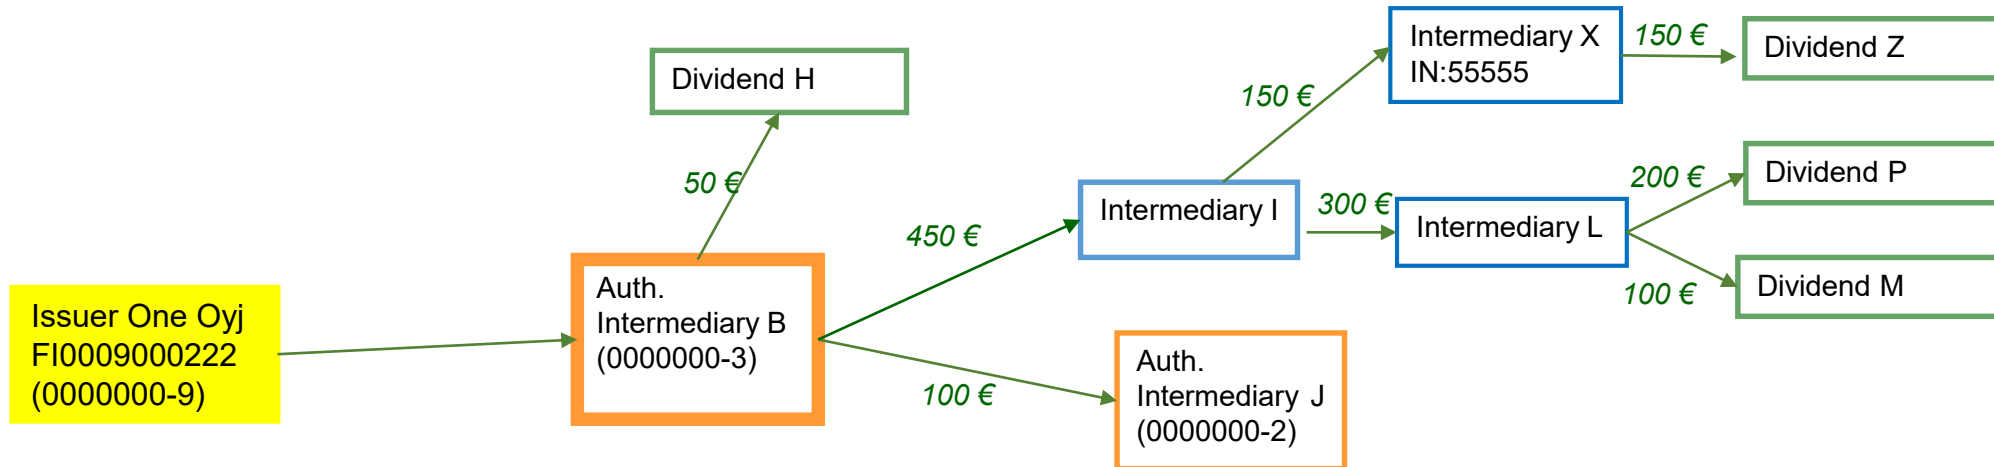 Issuer One Oyj
FI0009000222
(0000000-9)
Auth.
Intermediary B
(0000000-3)
Dividend H
50 €
450 €
100 €
Intermediary I
Auth.
Intermediary J
(0000000-2)
150 €
300 €
Intermediary X
IN:55555
Intermediary L
150 €
200 €
100 €
Dividend Z
Dividend P
Dividend M